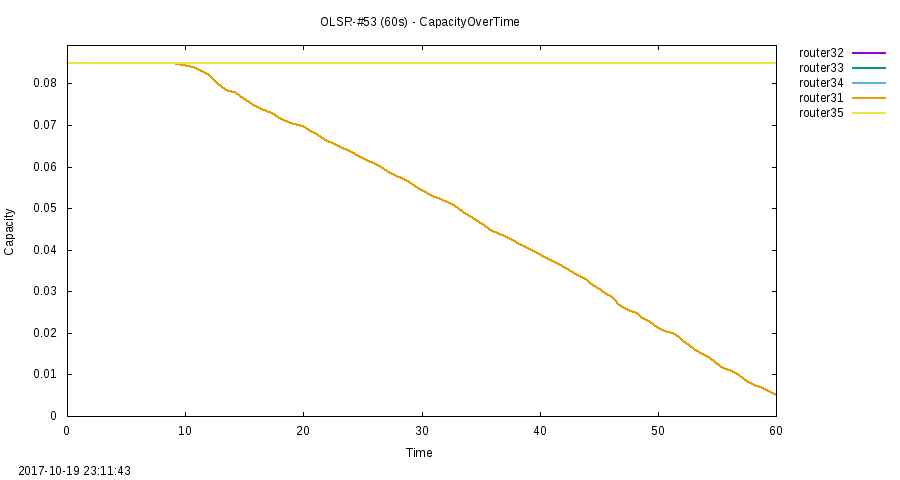 OLSR-#53 (60s) - CapacityOverTime
router32
router33
router34
router31
router35
0.08
0.07
0.06
0.05
0.04
0.03
0.02
0.01
0
Capacity
0 10 20 30 40 50 60
Time
2017-10-19 23:11:43